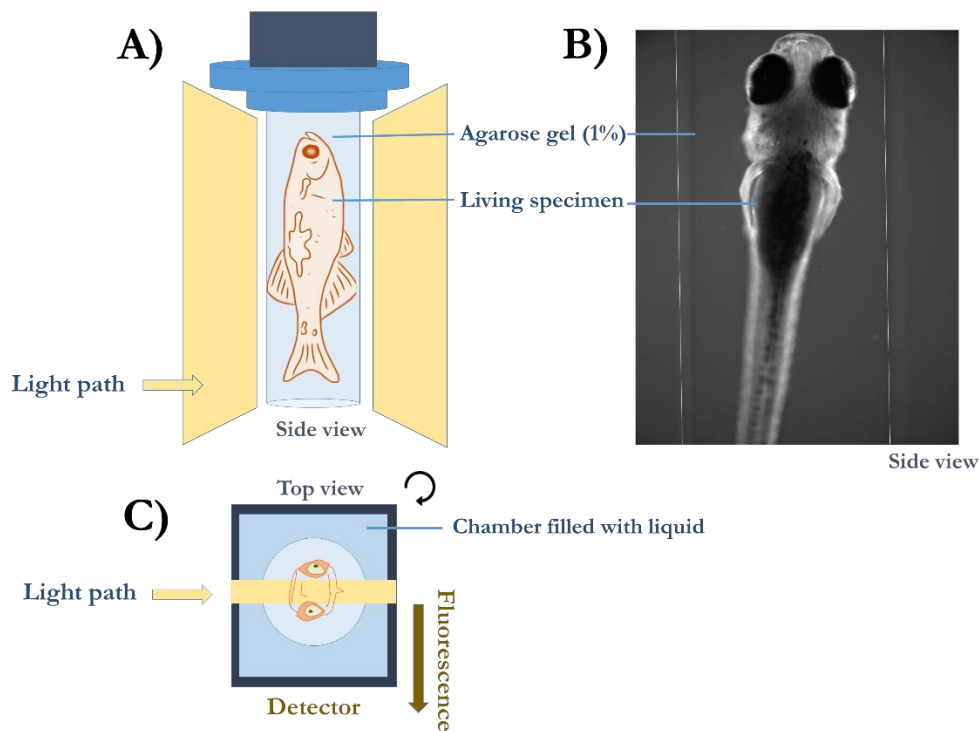 A)
B)
Agarose gel (1%)
Living specimen
Light path
Side view
Side view
C)
Top view
Chamber filled with liquid
Light path
Fluorescence
Detector